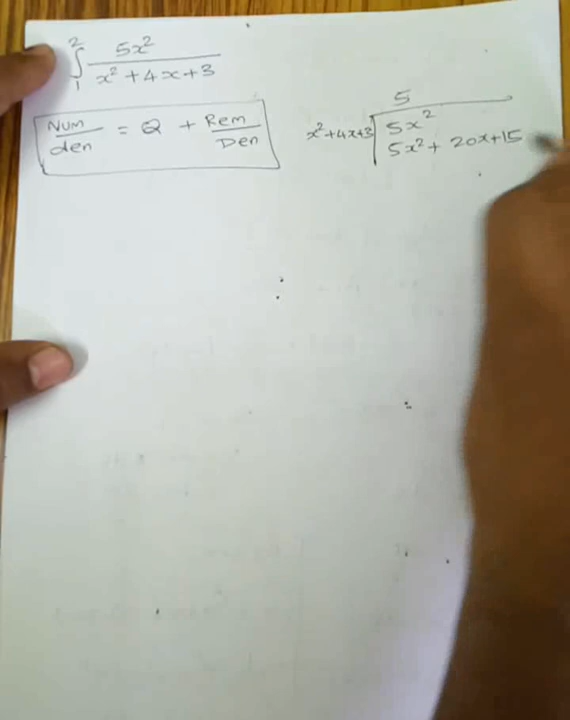 ∫₁² 5x² / x² + 4x + 3
Num / den = Q + Rem / Den
5
x²+4x+3 | 5x²
5x² + 20x+15